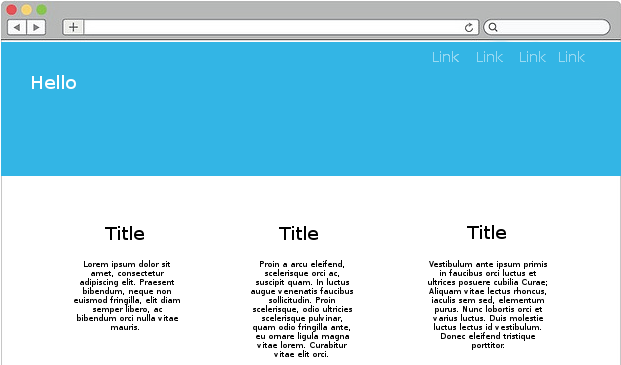 Link Link Link Link
Hello
Title
Lorem ipsum dolor sit
amet, consectetur
adipiscing elit. Praesent
bibendum, neque non
euismod fringilla, elit diam
semper libero, ac
bibendum orci nulla vitae
mauris.
Title
Proin a arcu eleifend,
scelerisque orci ac,
suscipit quam. In luctus
augue venenatis faucibus
sollicitudin. Proin
scelerisque, odio ultricies
scelerisque pulvinar,
quam odio fringilla ante,
eu ornare ligula magna
vitae lorem. Curabitur
vitae elit orci.
Title
Vestibulum ante ipsum primis
in faucibus orci luctus et
ultrices posuere cubilia Curae;
Aliquam vitae lectus rhoncus,
iaculis sem sed, elementum
purus. Nunc lobortis orci et
varius luctus. Duis molestie
luctus lectus id vestibulum.
Donec eleifend tristique
porttitor.